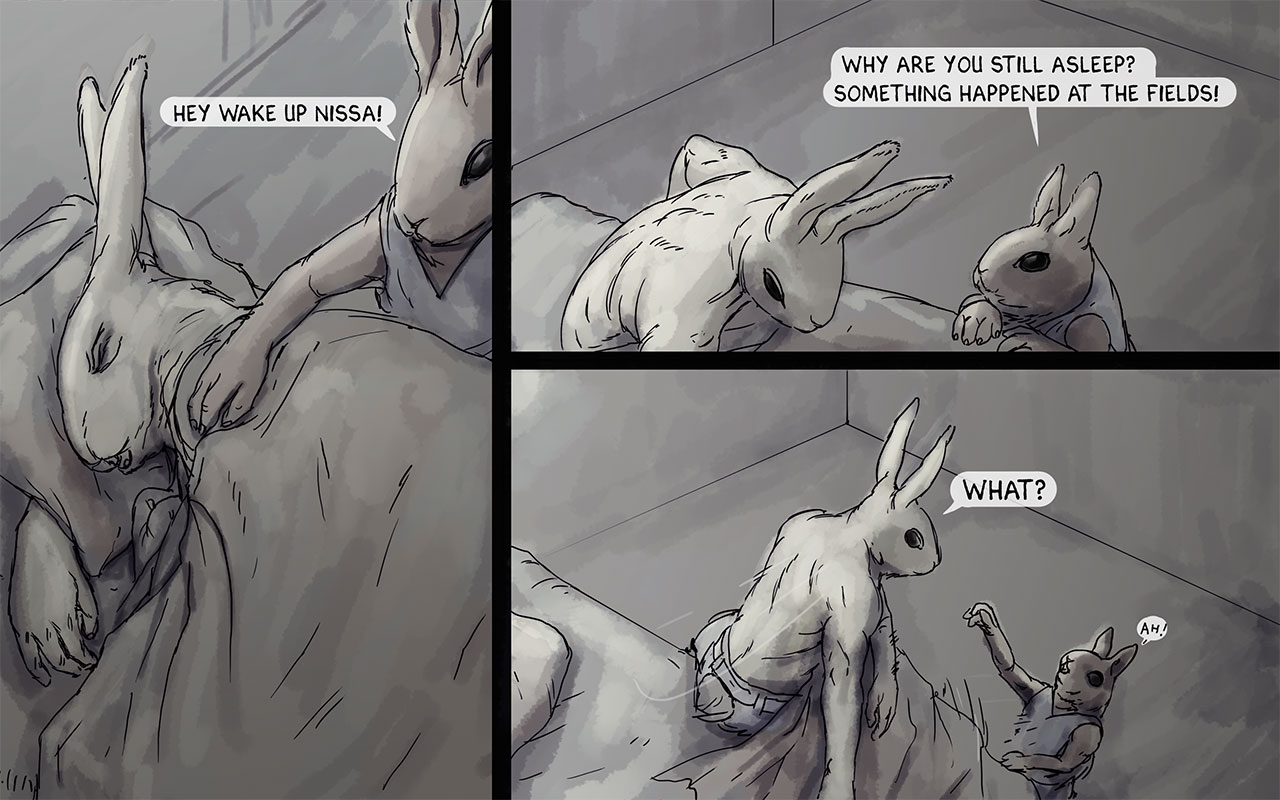 HEY WAKE UP NISSA!
WHY ARE YOU STILL ASLEEP?
SOMETHING HAPPENED AT THE FIELDS!
WHAT?
AH!